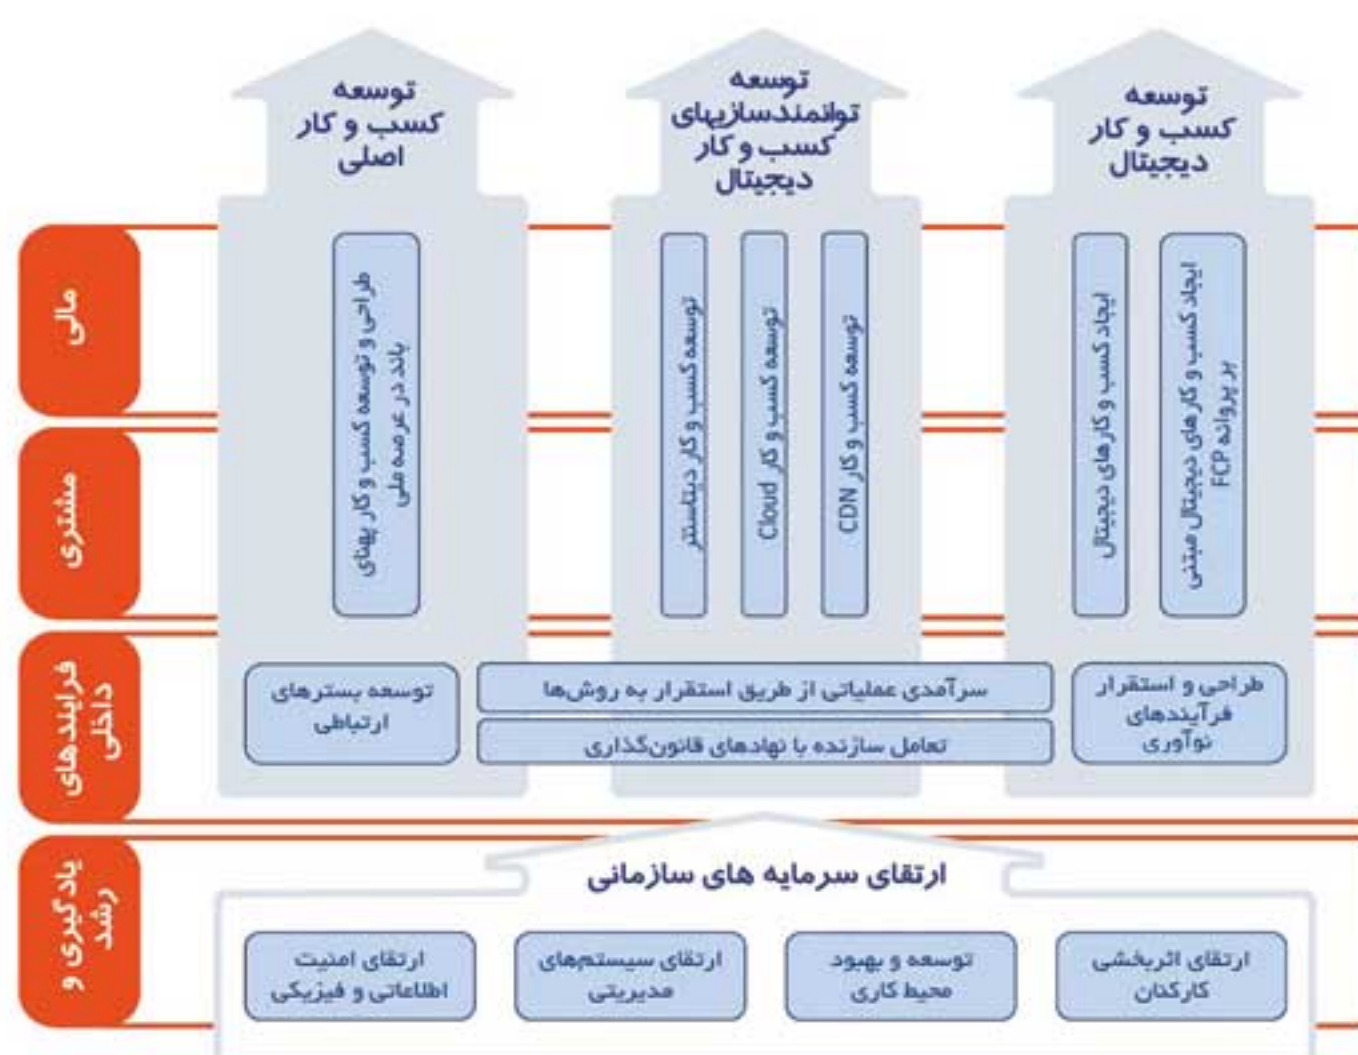 توسعه
کسب و کار
دیجیتال
توسعه
توانمندسازیهای
کسب و کار
دیجیتال
توسعه
کسب و کار
اصلی
مالی
مشتری
فرایندهای
داخلی
یادگیری و
رشد
ایجاد کسب و کارهای دیجیتال مبتنی
بر پروانه FCP
ایجاد کسب و کارهای دیجیتال
توسعه کسب و کار CDN
توسعه کسب و کار Cloud
توسعه کسب و کار دیتاسنتر
طراحی و توسعه کسب و کار پهنای
باند در عرصه ملی
طراحی و استقرار
فرآیندهای
نوآوری
سرآمدی عملیاتی از طریق استقرار به روش‌ها
تعامل سازنده با نهادهای قانون‌گذاری
توسعه بسترهای
ارتباطی
ارتقای سرمایه های سازمانی
ارتقای اثربخشی
کارکنان
توسعه و بهبود
محیط کاری
ارتقای سیستم‌های
مدیریتی
ارتقای امنیت
اطلاعاتی و فیزیکی